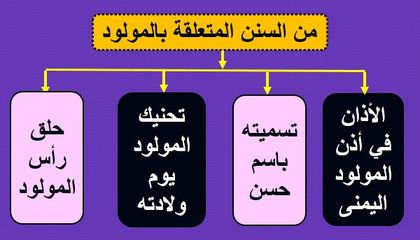 من السنن المتعلقة بالمولود
الأذان
في أذن
المولود
اليمنى
تسميته
باسم
حسن
تحنيك
المولود
يوم
ولادته
حلق
رأس
المولود